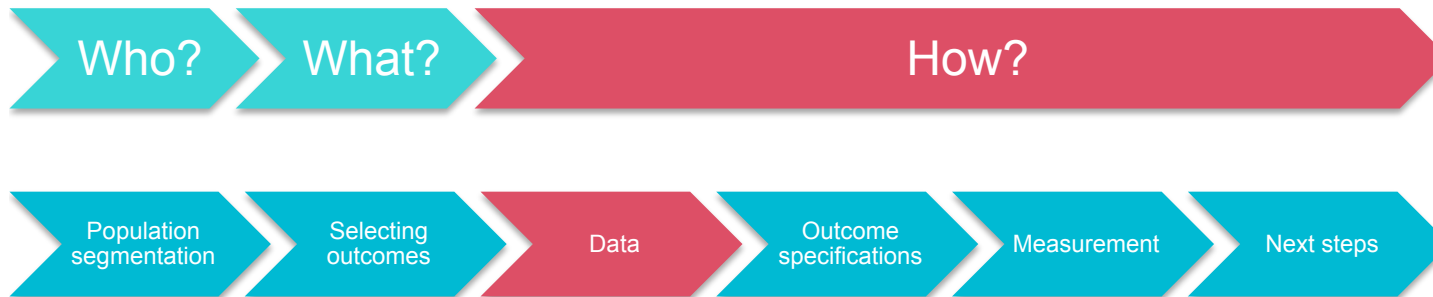 Who?
What?
How?
Population
segmentation
Selecting
outcomes
Data
Outcome
specifications
Measurement
Next steps